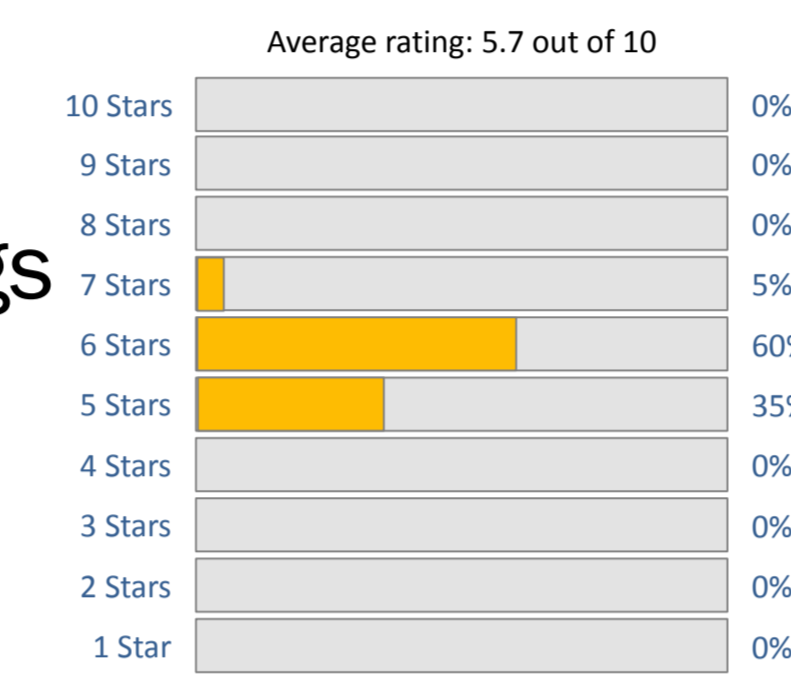 Average rating: 5.7 out of 10
10 Stars 0%
9 Stars 0%
8 Stars 0%
7 Stars 5%
6 Stars 60%
5 Stars 35%
4 Stars 0%
3 Stars 0%
2 Stars 0%
1 Star 0%